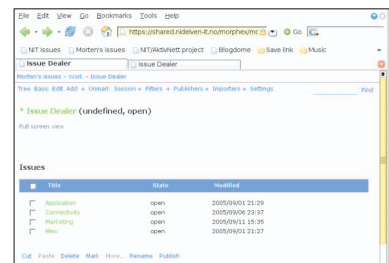 File Edit View Go Bookmarks Tools Help
https://shared.nidelven-it.no/morphex/mc
Go
NIT Issues Morten's issues NIT/AktivNett project Blogdome Save link Music »
Issue Dealer Issue Dealer
Morten's issues » Work » Issue Dealer
Tree Basic Edit Add » Unmark Session » Filters » Publishers » Importers » Settings Find
* Issue Dealer (undefined, open)
Full screen view
Issues
Title State Modified
Application open 2005/09/01 21:29
Connectivity open 2005/09/06 23:37
Marketing open 2005/09/11 15:35
Misc open 2005/09/01 21:27
Cut Paste Delete Mark More... Rename Publish